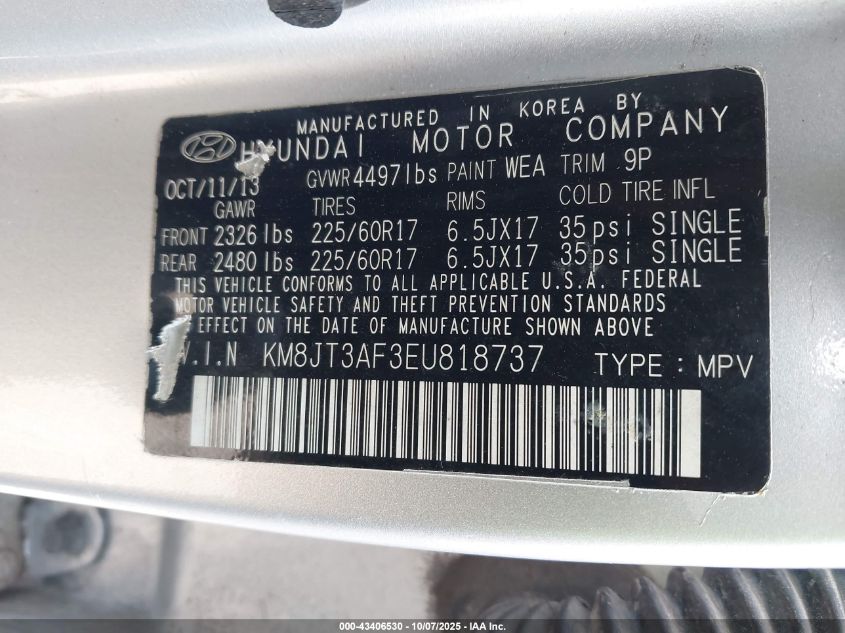 MANUFACTURED IN KOREA BY
HYUNDAI MOTOR COMPANY
OCT/11/13 GVWR 4497lbs PAINT WEA TRIM 9P
GAWR TIRES RIMS COLD TIRE INFL
FRONT 2326 lbs 225/60R17 6.5JX17 35psi SINGLE
REAR 2480 lbs 225/60R17 6.5JX17 35psi SINGLE
THIS VEHICLE CONFORMS TO ALL APPLICABLE U.S.A. FEDERAL
MOTOR VEHICLE SAFETY AND THEFT PREVENTION STANDARDS
EFFECT ON THE DATE OF MANUFACTURE SHOWN ABOVE
V.I.N KM8JT3AF3EU818737 TYPE : MPV
000-43406530 - 10/07/2025 - IAA Inc.